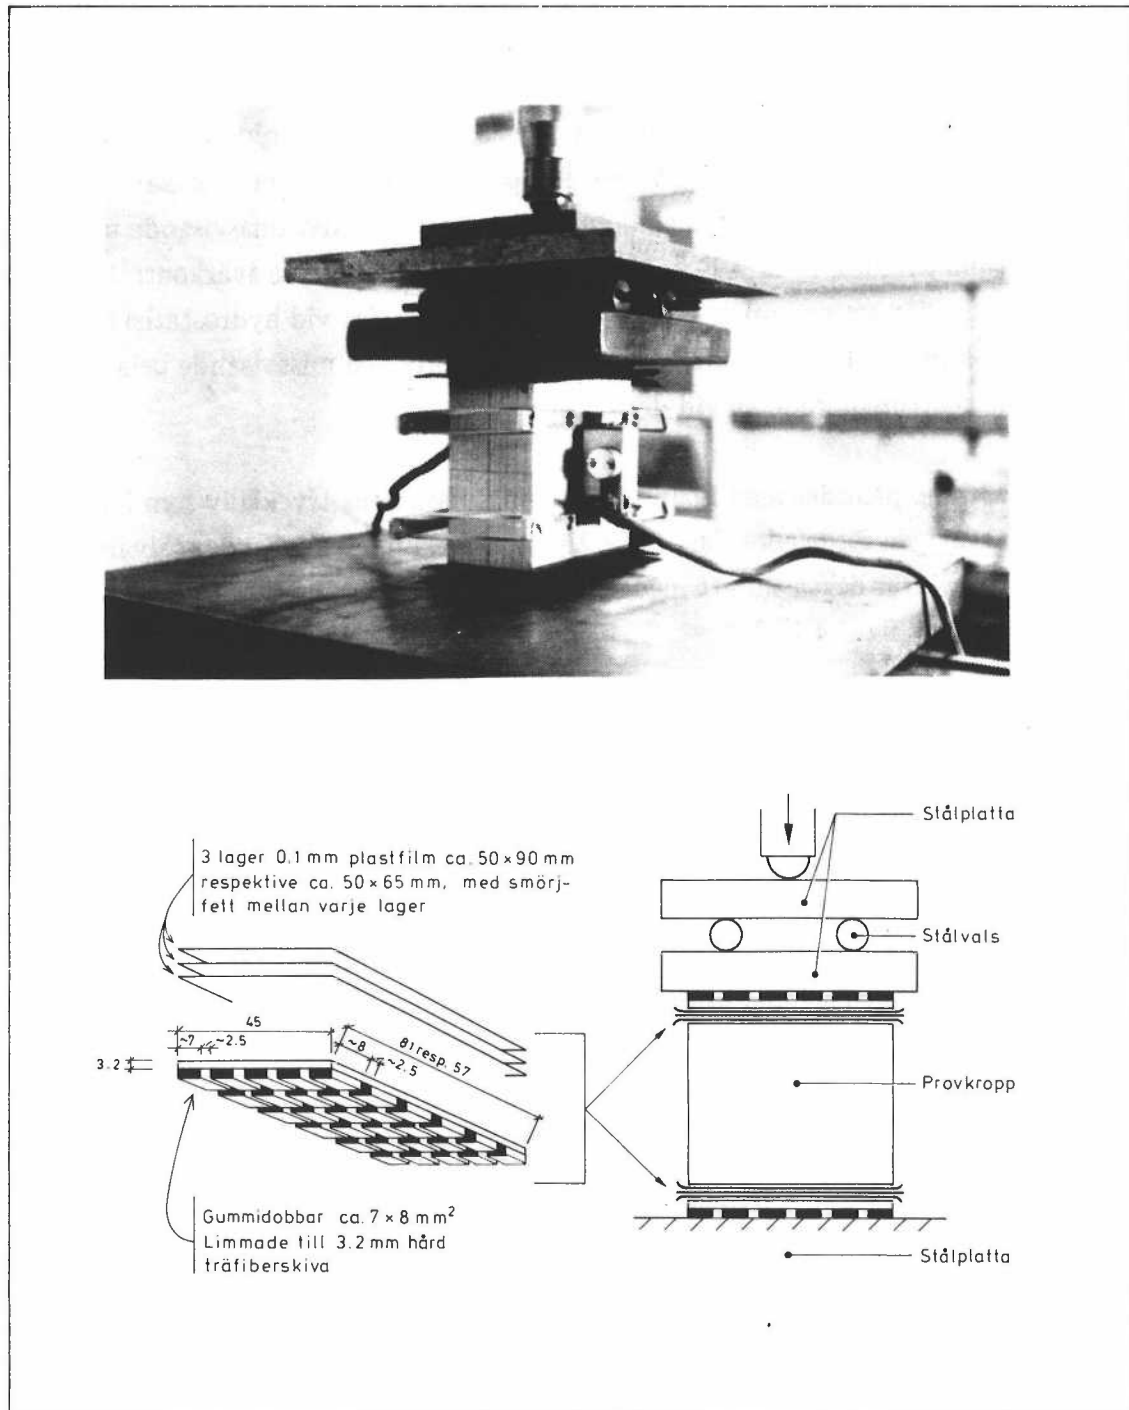 3 lager 0.1 mm plastfilm ca. 50×90 mm
respektive ca. 50×65 mm, med smörj-
fett mellan varje lager
45
~7
~2.5
3.2
81 resp. 57
~8
~2.5
Gummidobbar ca. 7×8 mm²
Limmade till 3.2 mm hård
träfiberskiva
Stålplatta
Stålvals
Provkropp
Stålplatta
vid hydrostatisk